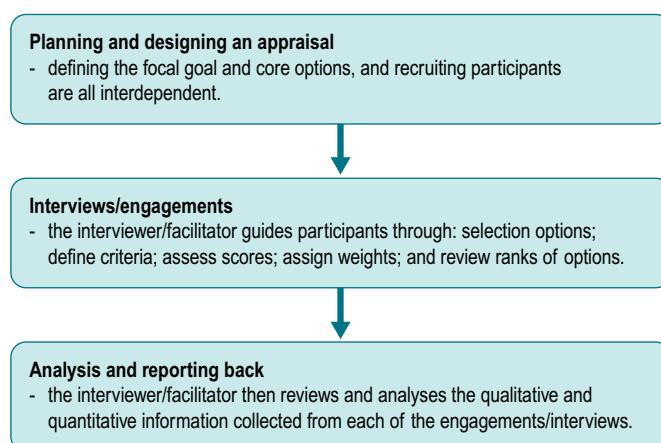 Planning and designing an appraisal
- defining the focal goal and core options, and recruiting participants
are all interdependent.
Interviews/engagements
- the interviewer/facilitator guides participants through: selection options;
define criteria; assess scores; assign weights; and review ranks of options.
Analysis and reporting back
- the interviewer/facilitator then reviews and analyses the qualitative and
quantitative information collected from each of the engagements/interviews.